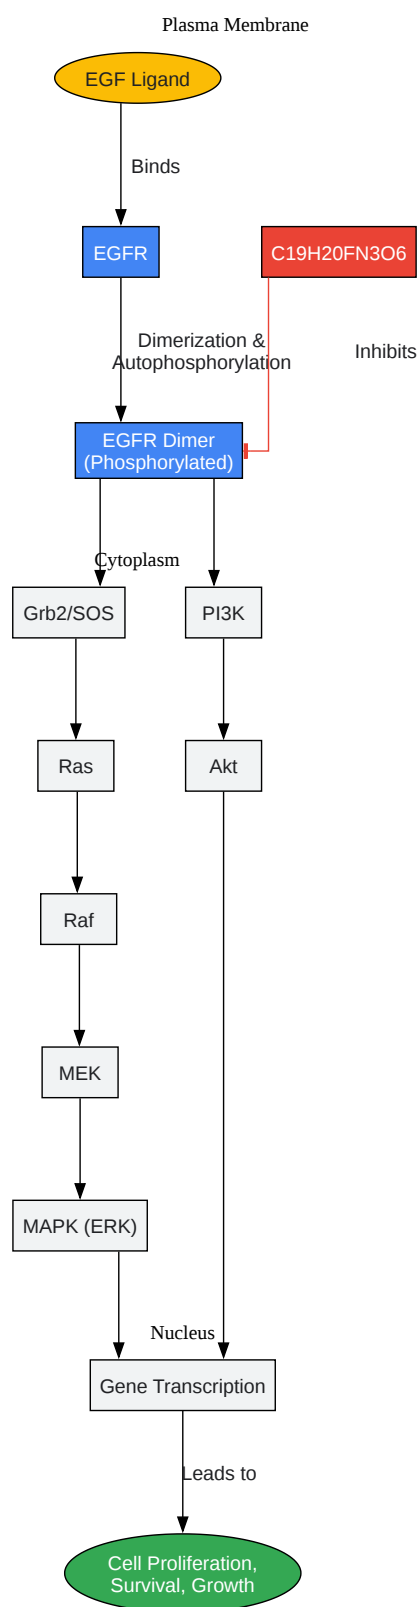 Plasma Membrane
EGF Ligand
Binds
EGFR
C19H20FN3O6
Dimerization &
Autophosphorylation
Inhibits
EGFR Dimer
(Phosphorylated)
Cytoplasm
Grb2/SOS
PI3K
Ras
Akt
Raf
MEK
MAPK (ERK)
Nucleus
Gene Transcription
Leads to
Cell Proliferation,
Survival, Growth